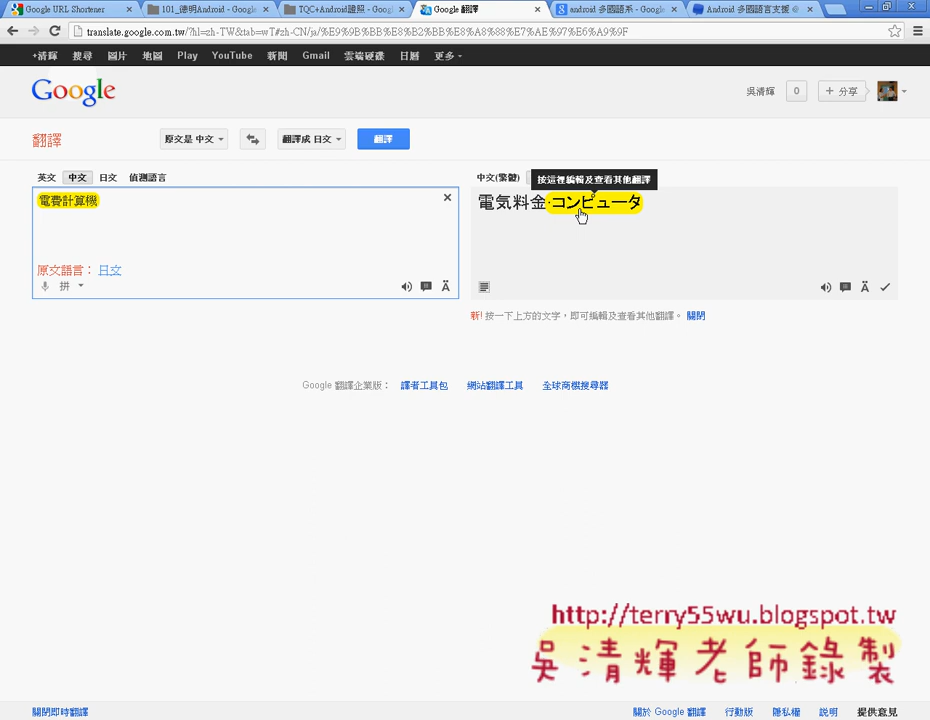 Google URL Shortener
101_德明Android - Google
TQC+Android證照 - Google
Google 翻譯
android 多國語系 - Google
Android 多國語言支援 @
translate.google.com.tw/?hl=zh-TW&tab=wT#zh-CN/ja/%E9%9B%BB%E8%B2%BB%E8%A8%88%E7%AE%97%E6%A9%9F
+清輝 搜尋 圖片 地圖 Play YouTube 新聞 Gmail 雲端硬碟 日曆 更多
Google
吳清輝 0 + 分享
翻譯 原文是 中文 翻譯成 日文 翻譯
英文 中文 日文 偵測語言
中文(繁體) 按這裡編輯及查看其他翻譯
電費計算機
電気料金·コンピュータ
原文語言： 日文
拼
Ä
Ä
新! 按一下上方的文字，即可編輯及查看其他翻譯。 關閉
Google 翻譯企業版： 譯者工具包 網站翻譯工具 全球商機搜尋器
http://terry55wu.blogspot.tw
吳清輝老師錄製
關閉即時翻譯
關於 Google 翻譯 行動版 隱私權 說明 提供意見